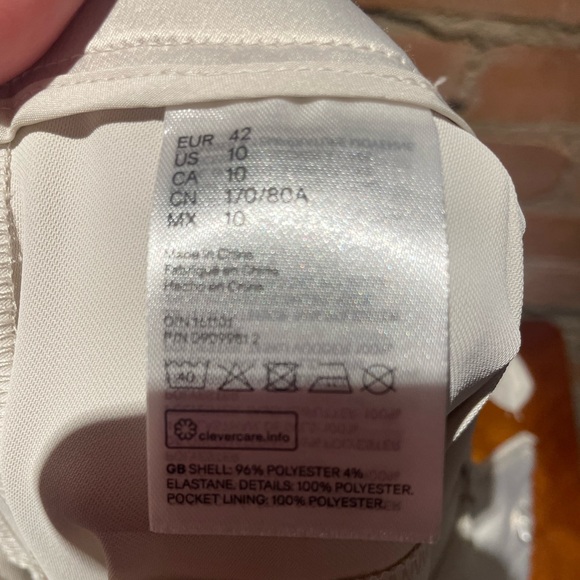 EUR 42
US 10
CA 10
CN 170/80A
MX 10
Made in China
Fabriqué en Chine
Hecho en China
40
clevercare.info
GB SHELL: 96% POLYESTER 4%
ELASTANE. DETAILS: 100% POLYESTER.
POCKET LINING: 100% POLYESTER.